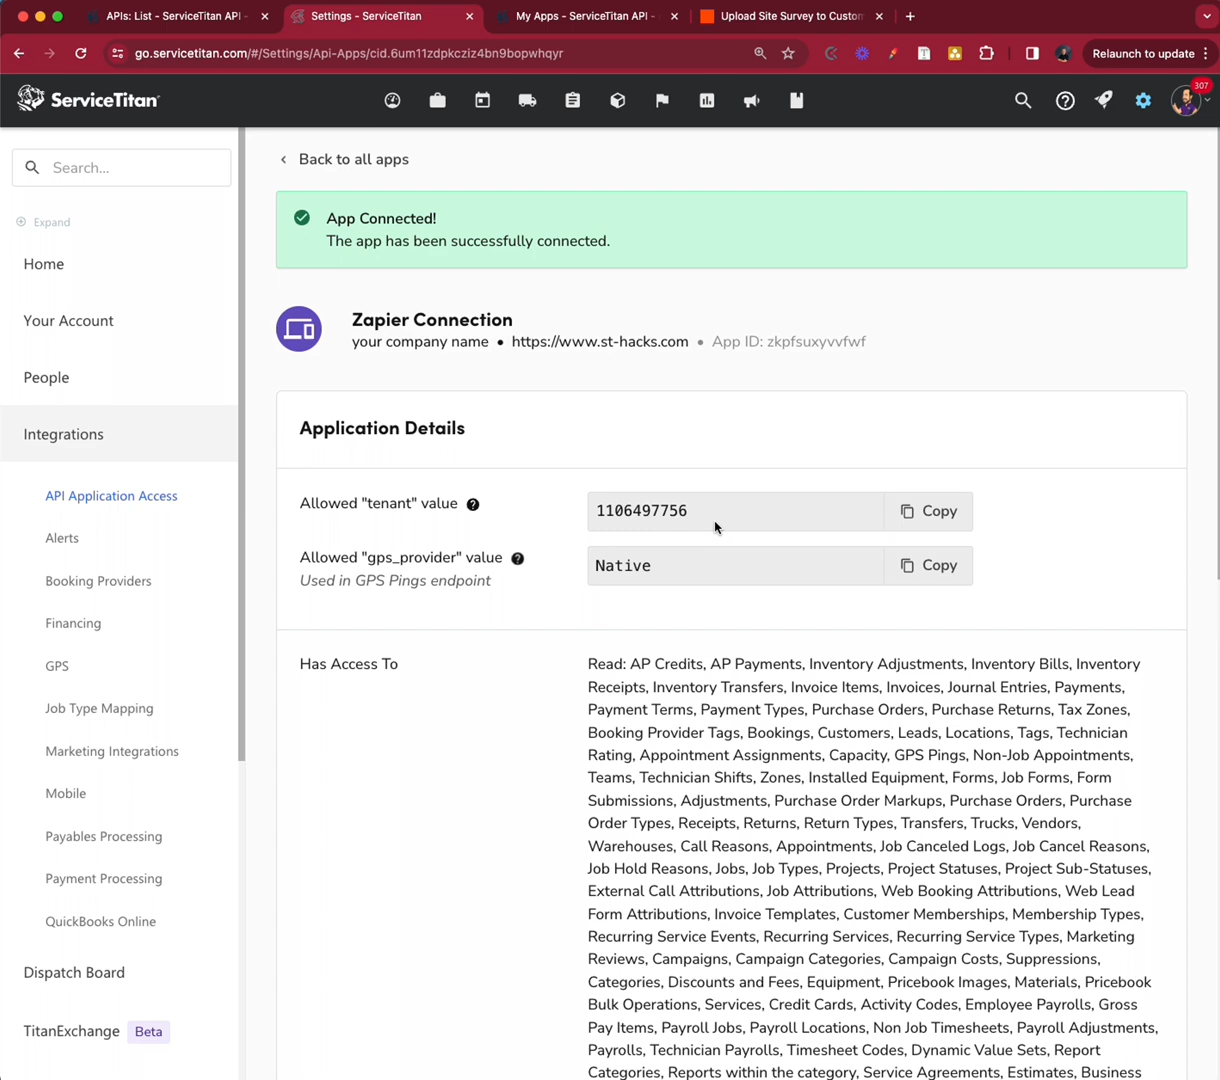 APIs: List - ServiceTitan API
Settings - ServiceTitan
My Apps - ServiceTitan API -
Upload Site Survey to Custom
go.servicetitan.com/#/Settings/Api-Apps/cid.6um11zdpkcziz4bn9bopwhqyr
Relaunch to update
ServiceTitan
307
Search...
Expand
Home
Your Account
People
Integrations
API Application Access
Alerts
Booking Providers
Financing
GPS
Job Type Mapping
Marketing Integrations
Mobile
Payables Processing
Payment Processing
QuickBooks Online
Dispatch Board
TitanExchange Beta
Back to all apps
App Connected!
The app has been successfully connected.
Zapier Connection
your company name • https://www.st-hacks.com • App ID: zkpfsuxyvvfwf
Application Details
Allowed "tenant" value
1106497756
Copy
Allowed "gps_provider" value
Used in GPS Pings endpoint
Native
Copy
Has Access To
Read: AP Credits, AP Payments, Inventory Adjustments, Inventory Bills, Inventory
Receipts, Inventory Transfers, Invoice Items, Invoices, Journal Entries, Payments,
Payment Terms, Payment Types, Purchase Orders, Purchase Returns, Tax Zones,
Booking Provider Tags, Bookings, Customers, Leads, Locations, Tags, Technician
Rating, Appointment Assignments, Capacity, GPS Pings, Non-Job Appointments,
Teams, Technician Shifts, Zones, Installed Equipment, Forms, Job Forms, Form
Submissions, Adjustments, Purchase Order Markups, Purchase Orders, Purchase
Order Types, Receipts, Returns, Return Types, Transfers, Trucks, Vendors,
Warehouses, Call Reasons, Appointments, Job Canceled Logs, Job Cancel Reasons,
Job Hold Reasons, Jobs, Job Types, Projects, Project Statuses, Project Sub-Statuses,
External Call Attributions, Job Attributions, Web Booking Attributions, Web Lead
Form Attributions, Invoice Templates, Customer Memberships, Membership Types,
Recurring Service Events, Recurring Services, Recurring Service Types, Marketing
Reviews, Campaigns, Campaign Categories, Campaign Costs, Suppressions,
Categories, Discounts and Fees, Equipment, Pricebook Images, Materials, Pricebook
Bulk Operations, Services, Credit Cards, Activity Codes, Employee Payrolls, Gross
Pay Items, Payroll Jobs, Payroll Locations, Non Job Timesheets, Payroll Adjustments,
Payrolls, Technician Payrolls, Timesheet Codes, Dynamic Value Sets, Report
Categories, Reports within the category, Service Agreements, Estimates, Business